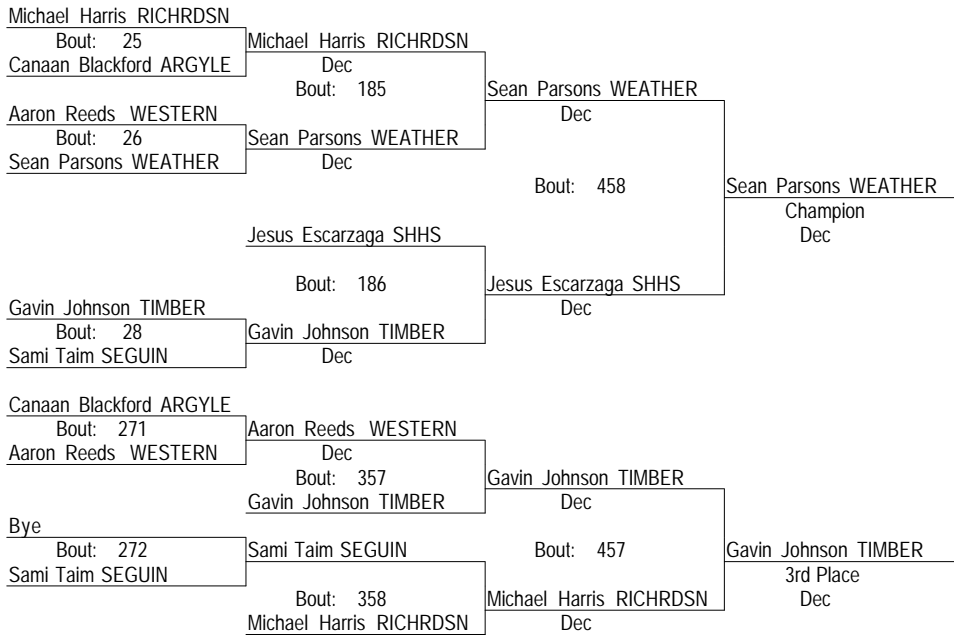 Michael Harris RICHRDSN
Bout: 25
Michael Harris RICHRDSN
Canaan Blackford ARGYLE
Dec
Bout: 185
Sean Parsons WEATHER
Aaron Reeds WESTERN
Dec
Bout: 26
Sean Parsons WEATHER
Sean Parsons WEATHER
Dec
Bout: 458
Sean Parsons WEATHER
Champion
Jesus Escarzaga SHHS
Dec
Bout: 186
Jesus Escarzaga SHHS
Gavin Johnson TIMBER
Dec
Bout: 28
Gavin Johnson TIMBER
Sami Taim SEGUIN
Dec
Canaan Blackford ARGYLE
Bout: 271
Aaron Reeds WESTERN
Aaron Reeds WESTERN
Dec
Bout: 357
Gavin Johnson TIMBER
Gavin Johnson TIMBER
Dec
Bye
Bout: 272
Sami Taim SEGUIN
Bout: 457
Gavin Johnson TIMBER
Sami Taim SEGUIN
3rd Place
Bout: 358
Michael Harris RICHRDSN
Dec
Michael Harris RICHRDSN
Dec